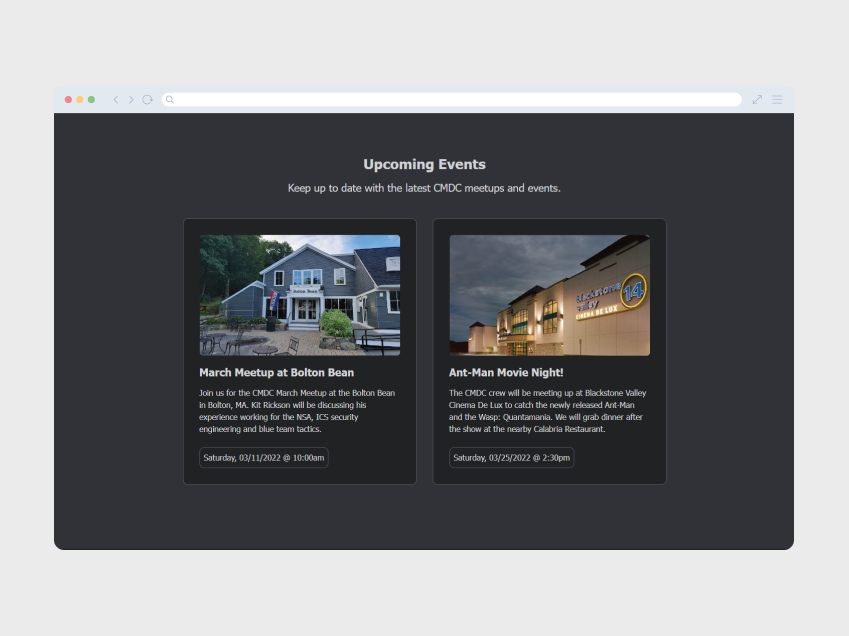 Upcoming Events
Keep up to date with the latest CMDC meetups and events.
Bolton Bean
March Meetup at Bolton Bean
Join us for the CMDC March Meetup at the Bolton Bean
in Bolton, MA. Kit Rickson will be discussing his
experience working for the NSA, ICS security
engineering and blue team tactics.
Saturday, 03/11/2022 @ 10:00am
Blackstone
Valley
14
CINEMA DE LUX
Ant-Man Movie Night!
The CMDC crew will be meeting up at Blackstone Valley
Cinema De Lux to catch the newly released Ant-Man
and the Wasp: Quantamania. We will grab dinner after
the show at the nearby Calabria Restaurant.
Saturday, 03/25/2022 @ 2:30pm